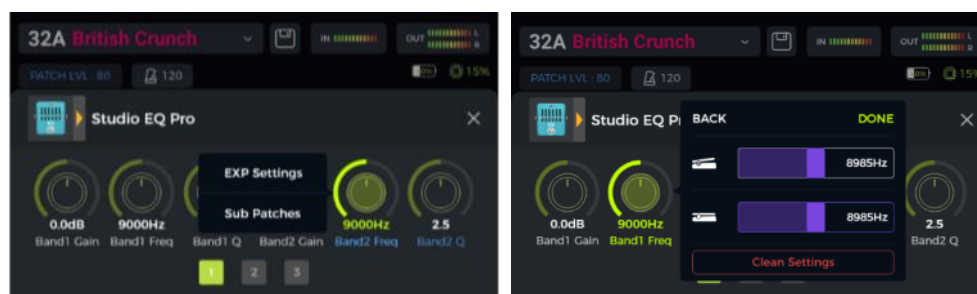 32A British Crunch
IN
OUT
L
R
PATCH LVL : 80
120
0%
15%
Studio EQ Pro
EXP Settings
Sub Patches
0.0dB
9000Hz
9000Hz
2.5
Band1 Gain
Band1 Freq
Band1 Q
Band2 Gain
Band2 Freq
Band2 Q
1
2
3
32A British Crunch
IN
OUT
L
R
PATCH LVL : 80
120
0%
15%
Studio EQ P
BACK
DONE
8985Hz
8985Hz
Clean Settings
0.0dB
9000Hz
2.5
Band1 Gain
Band1 Freq
Band2 Q